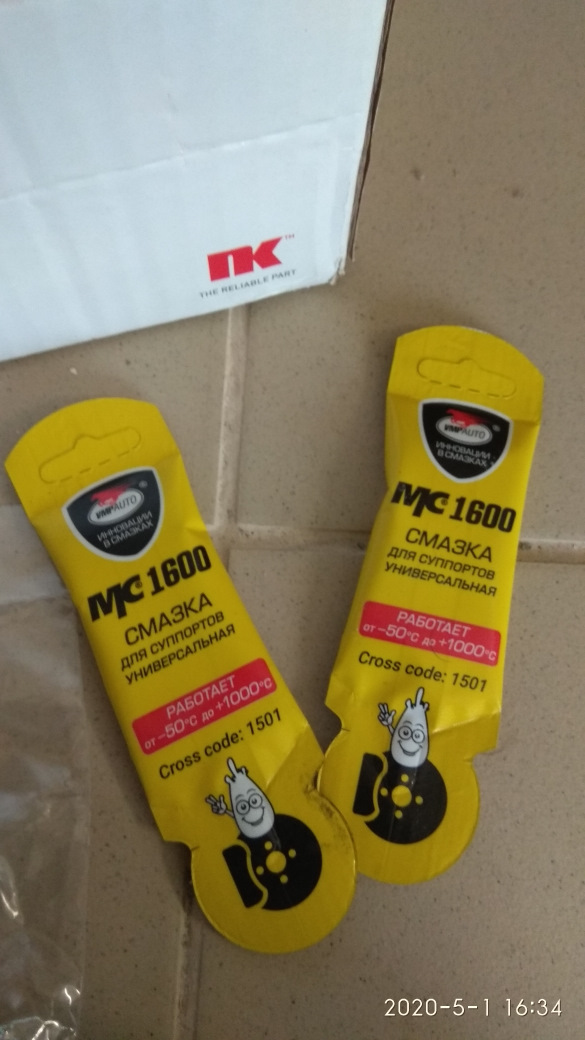 nk™
THE RELIABLE PART
VMPAUTO
ИННОВАЦИИ
В СМАЗКАХ
МС 1600
СМАЗКА
ДЛЯ СУППОРТОВ
УНИВЕРСАЛЬНАЯ
РАБОТАЕТ
от -50°С до +1000°С
Cross code: 1501
VMPAUTO
ИННОВАЦИИ
В СМАЗКАХ
МС 1600
СМАЗКА
ДЛЯ СУППОРТОВ
УНИВЕРСАЛЬНАЯ
РАБОТАЕТ
от -50°С до +1000°С
Cross code: 1501
2020-5-1 16:34